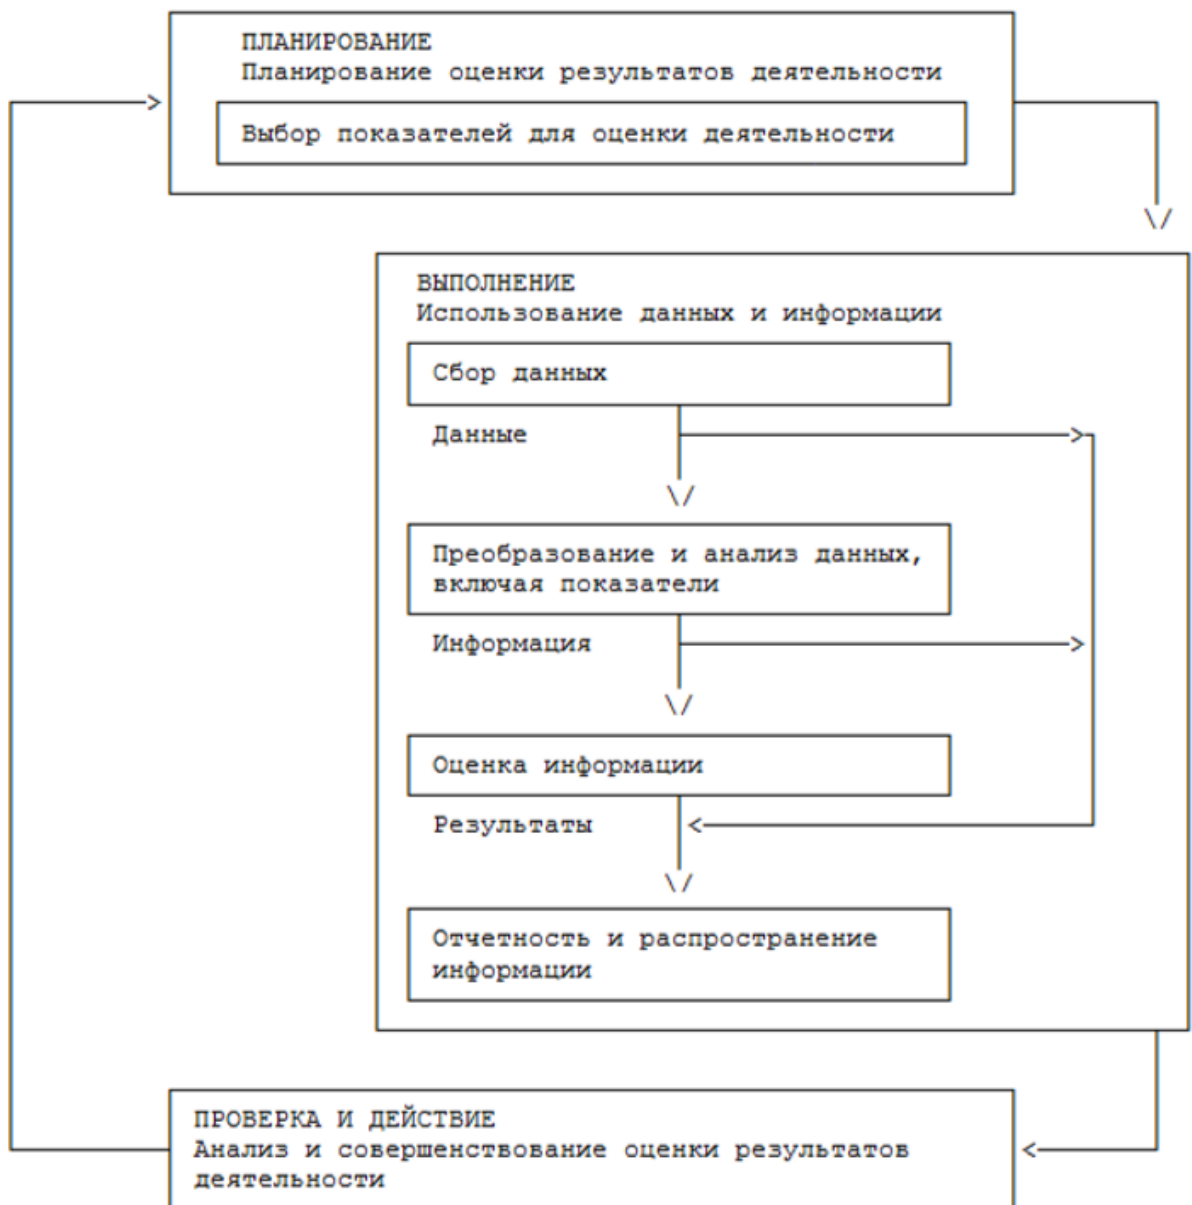 ПЛАНИРОВАНИЕ
Планирование оценки результатов деятельности
Выбор показателей для оценки деятельности
ВЫПОЛНЕНИЕ
Использование данных и информации
Сбор данных
Данные
Преобразование и анализ данных,
включая показатели
Информация
Оценка информации
Результаты
Отчетность и распространение
информации
ПРОВЕРКА И ДЕЙСТВИЕ
Анализ и совершенствование оценки результатов
деятельности